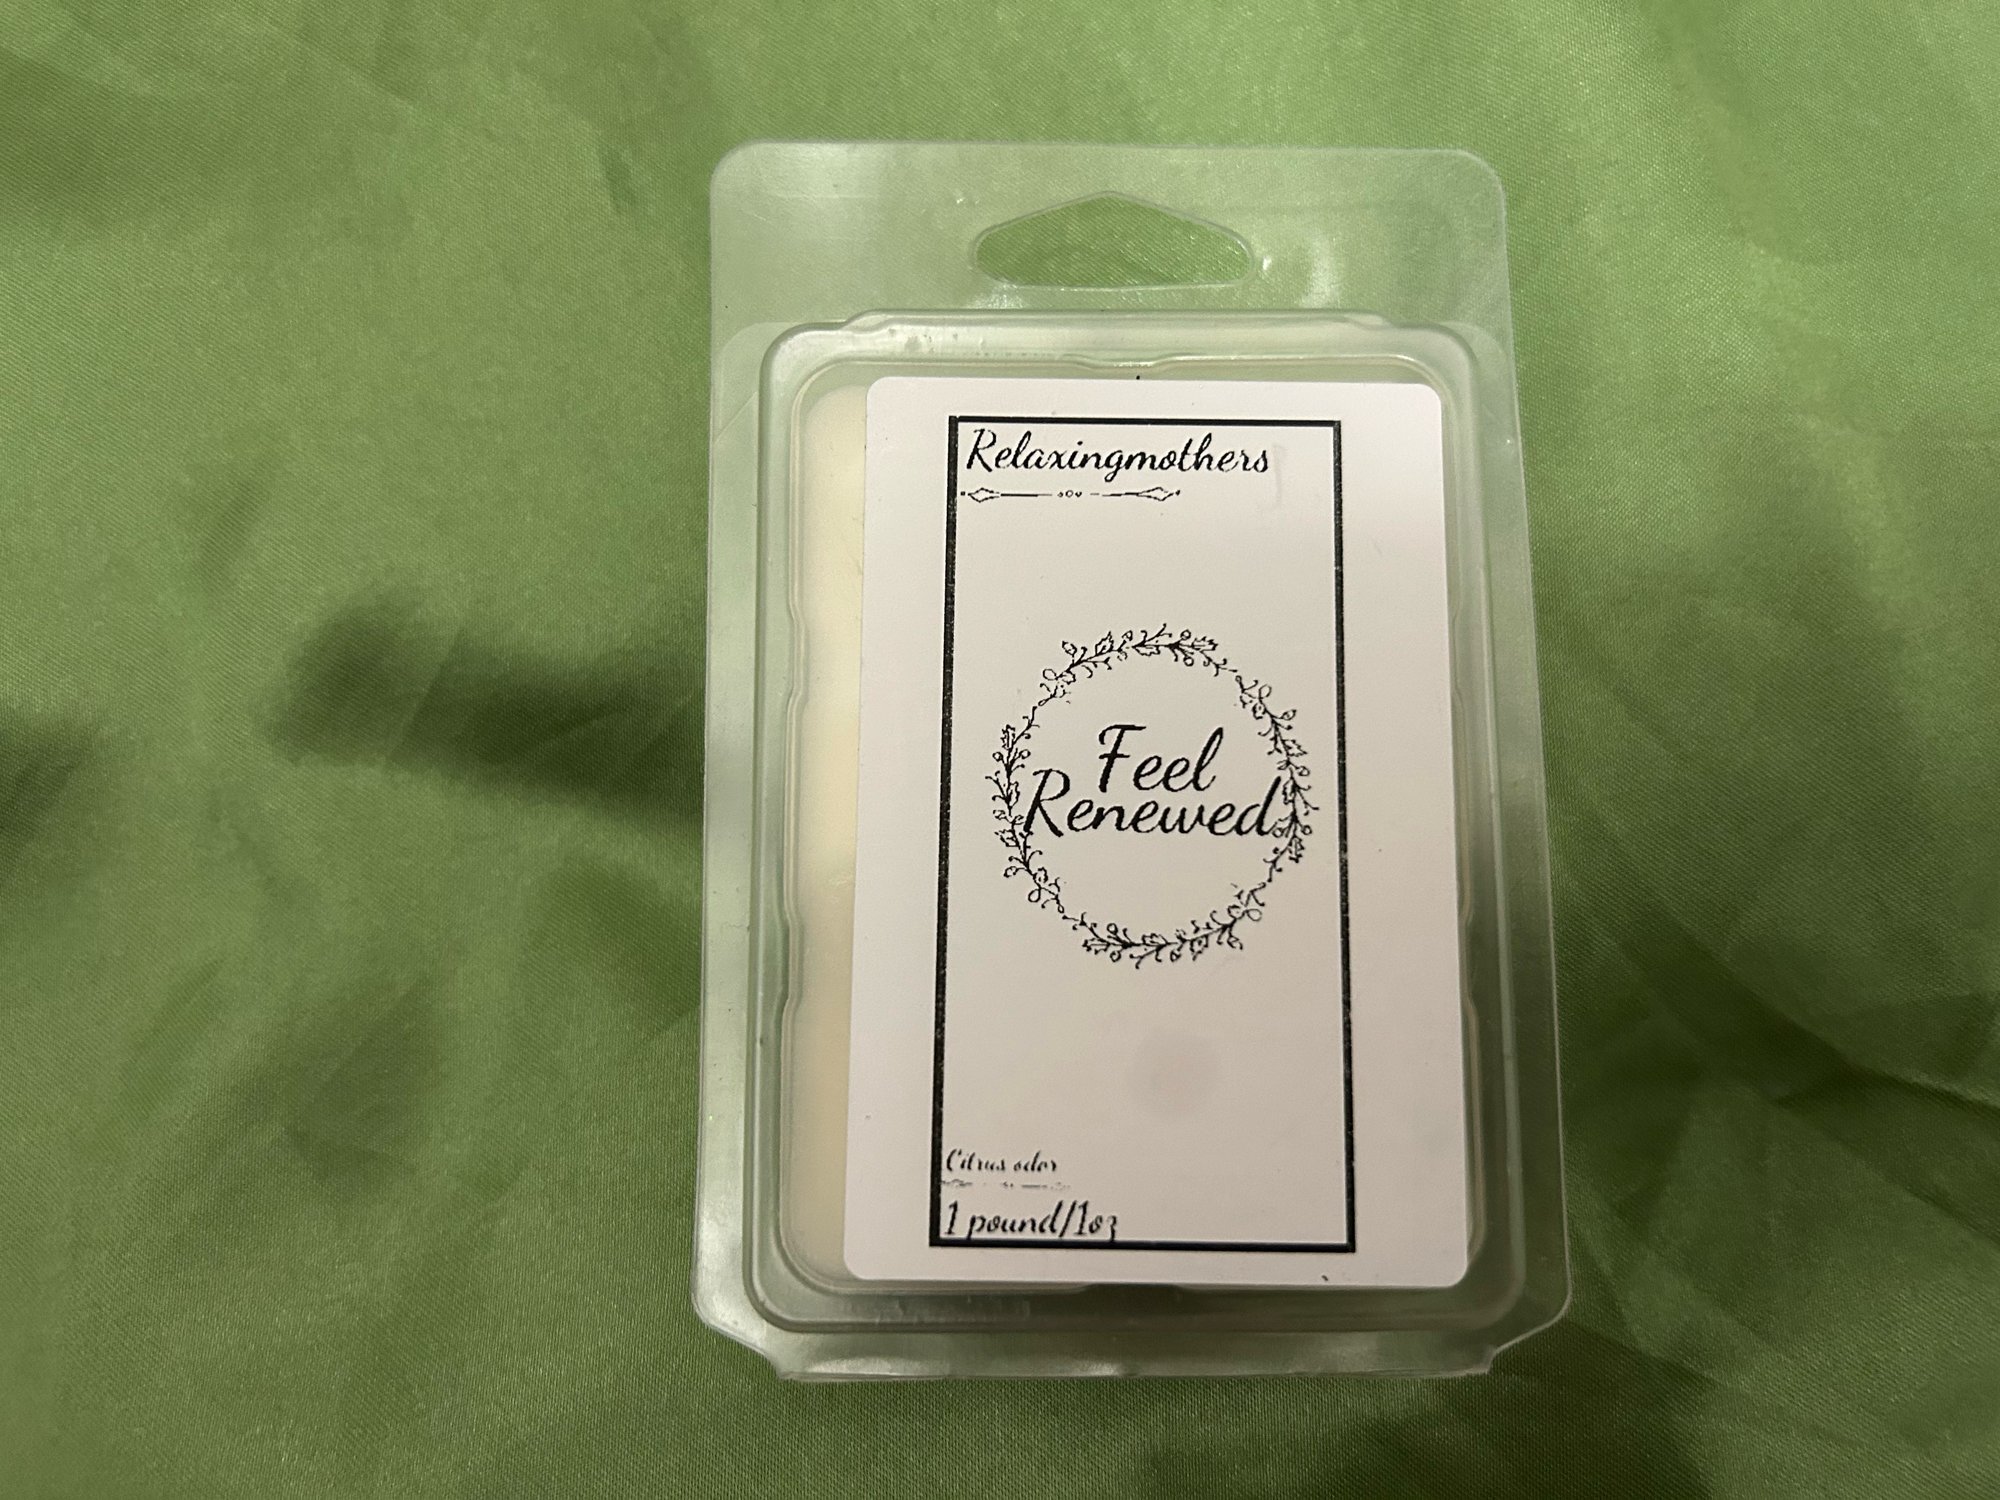 Relaxingmothers
Feel
Renewed
Citrus odor
1 pound/1oz